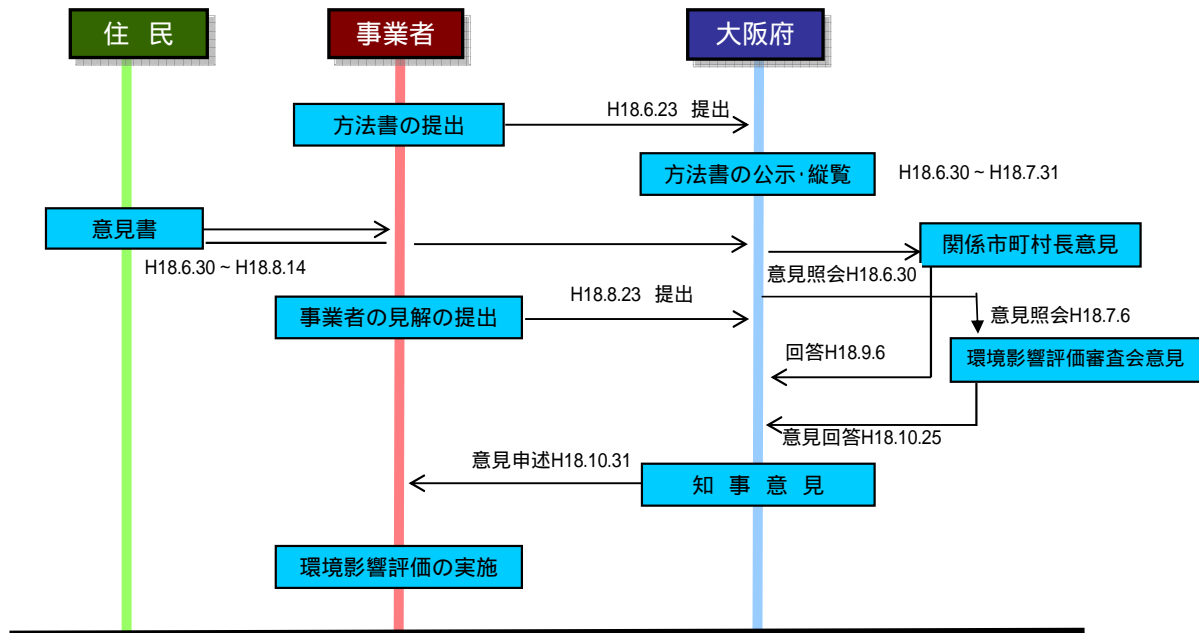 住 民
事業者
大阪府
方法書の提出
H18.6.23 提出
方法書の公示・縦覧
H18.6.30 ~ H18.7.31
意見書
H18.6.30 ~ H18.8.14
関係市町村長意見
意見照会H18.6.30
事業者の見解の提出
H18.8.23 提出
意見照会H18.7.6
回答H18.9.6
環境影響評価審査会意見
意見回答H18.10.25
意見申述H18.10.31
知 事 意 見
環境影響評価の実施